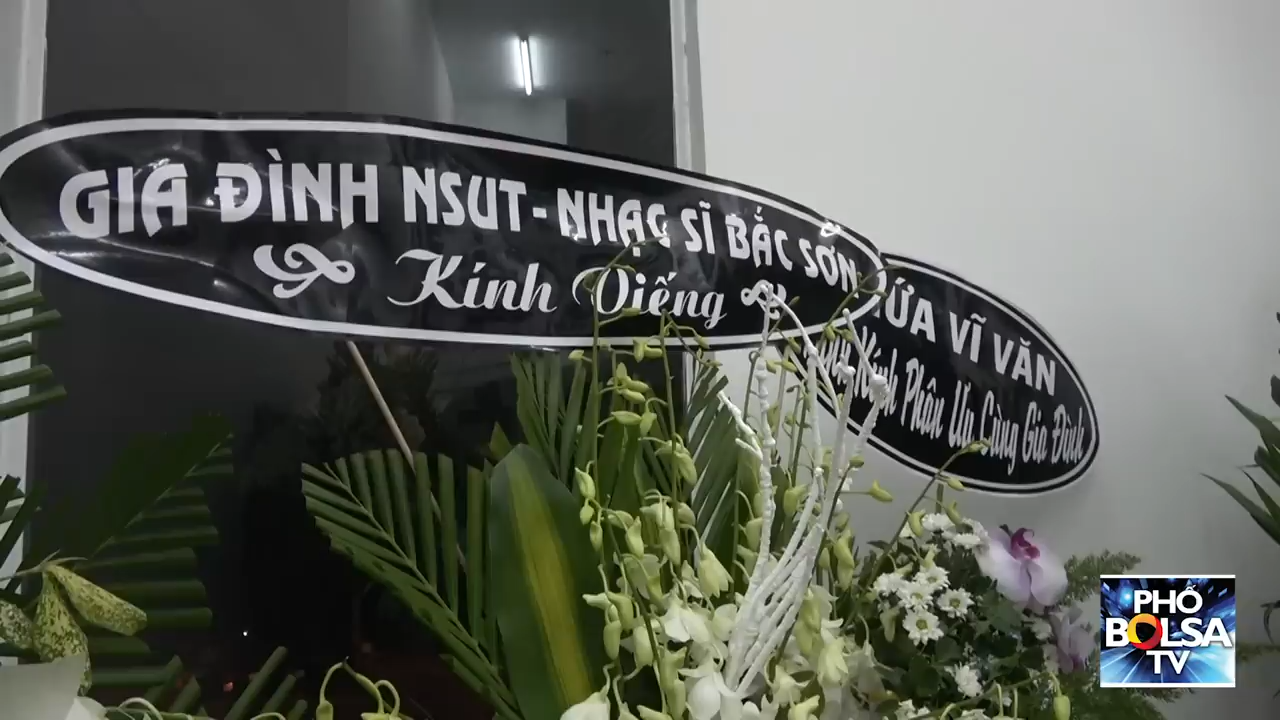 GIA ĐÌNH NSUT-NHẠC SĨ BẮC SƠN
Kính Viếng
VĨ VĂN
Kính Phân Ưu Cùng Gia Đình
PHỐ
BOLSA
TV